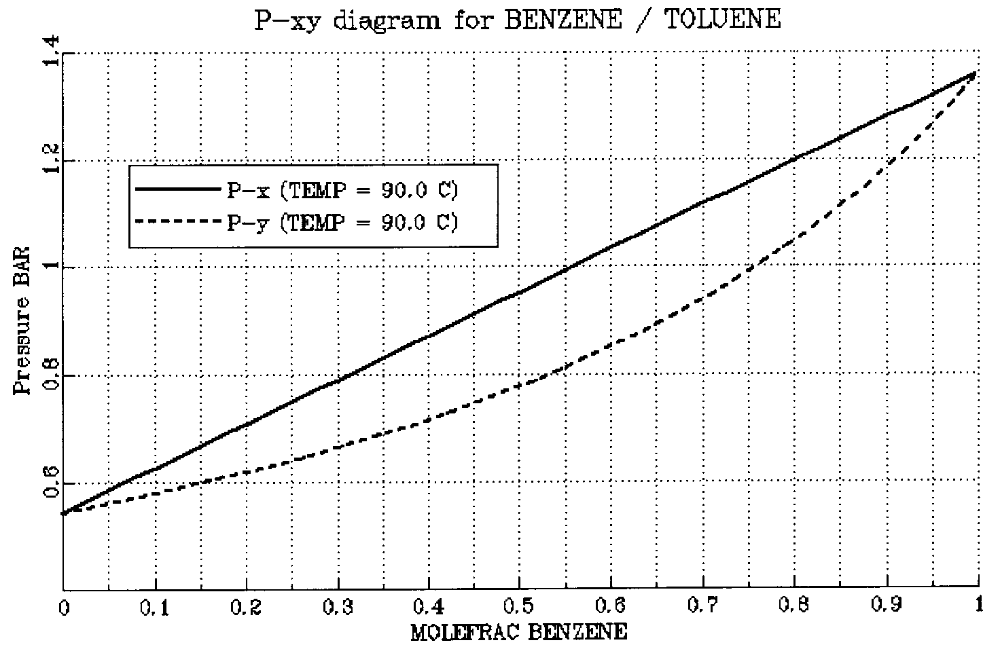 P-xy diagram for BENZENE / TOLUENE
1.4
1.2
1
0.8
0.6
Pressure BAR
P-x (TEMP = 90.0 C)
P-y (TEMP = 90.0 C)
0 0.1 0.2 0.3 0.4 0.5 0.6 0.7 0.8 0.9 1
MOLEFRAC BENZENE